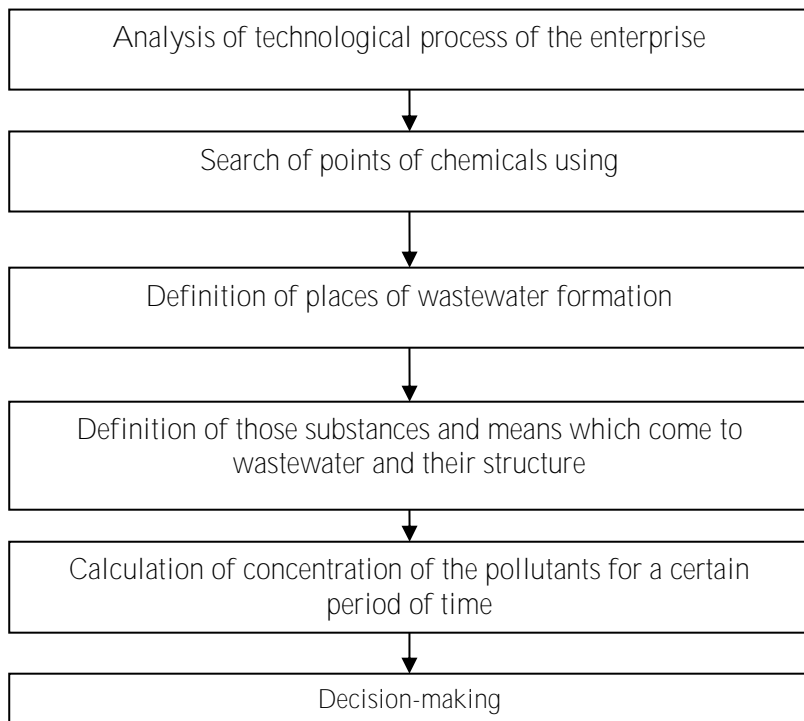 Analysis of technological process of the enterprise
Search of points of chemicals using
Definition of places of wastewater formation
Definition of those substances and means which come to
wastewater and their structure
Calculation of concentration of the pollutants for a certain
period of time
Decision-making